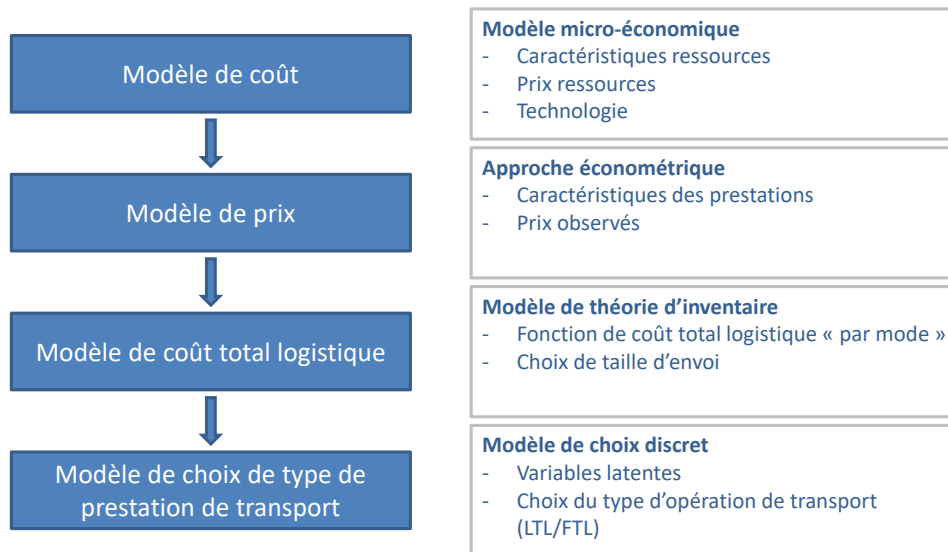 Modèle de coût
Modèle micro-économique
- Caractéristiques ressources
- Prix ressources
- Technologie
Modèle de prix
Approche économétrique
- Caractéristiques des prestations
- Prix observés
Modèle de coût total logistique
Modèle de théorie d’inventaire
- Fonction de coût total logistique « par mode »
- Choix de taille d’envoi
Modèle de choix de type de
prestation de transport
Modèle de choix discret
- Variables latentes
- Choix du type d’opération de transport
(LTL/FTL)